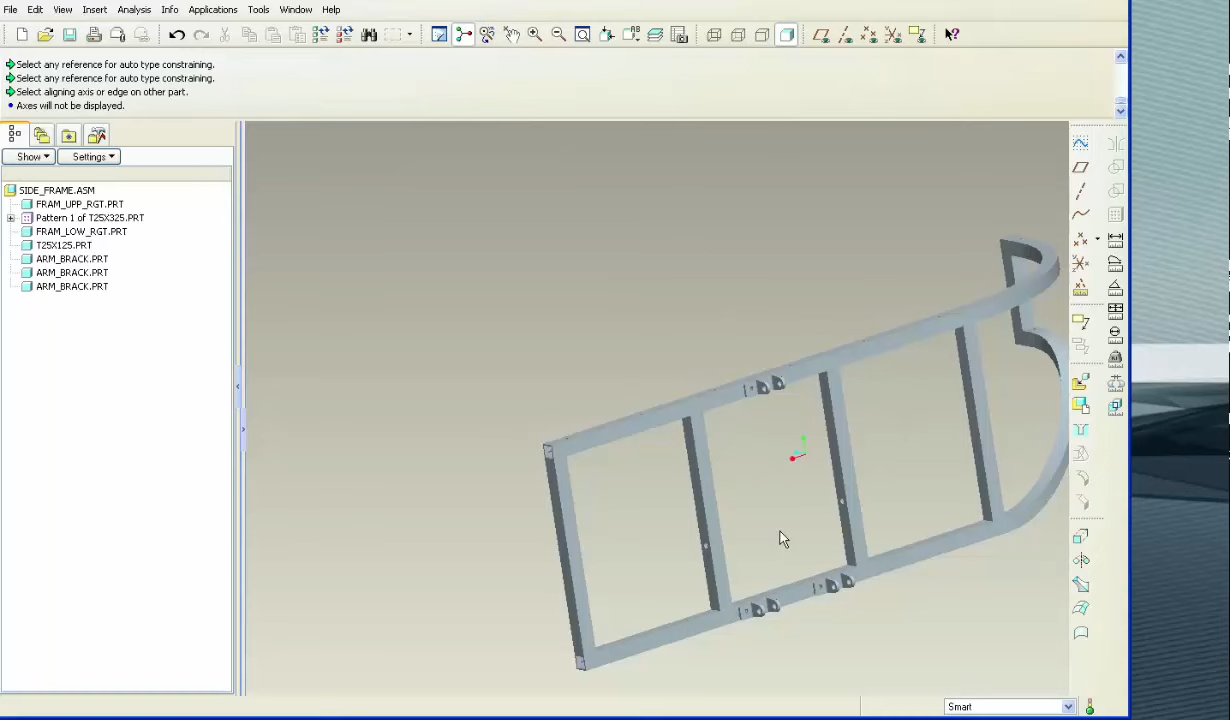 File Edit View Insert Analysis Info Applications Tools Window Help
Select any reference for auto type constraining.
Select any reference for auto type constraining.
Select aligning axis or edge on other part.
Axes will not be displayed.
Show Settings
SIDE_FRAME.ASM
FRAM_UPP_RGT.PRT
Pattern 1 of T25X325.PRT
FRAM_LOW_RGT.PRT
T25X125.PRT
ARM_BRACK.PRT
ARM_BRACK.PRT
ARM_BRACK.PRT
Smart